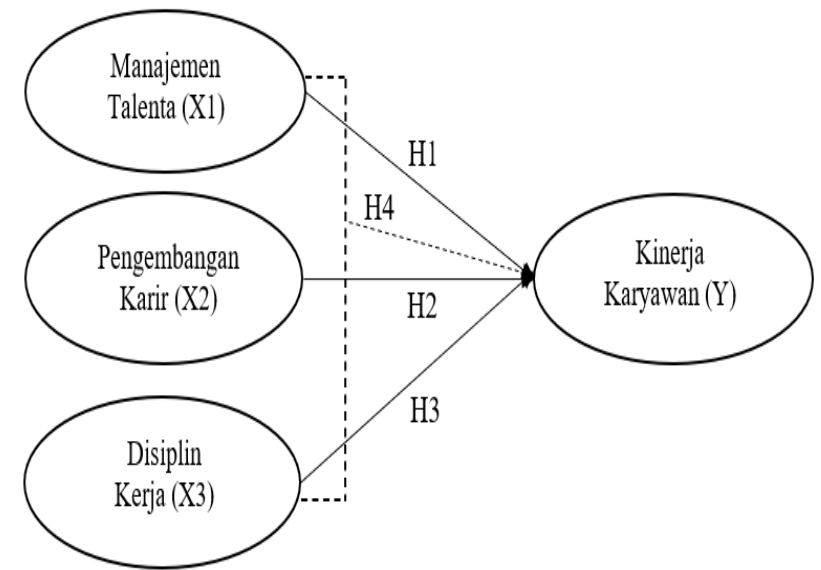 Manajemen
Talenta (X1)
H1
H4
Pengembangan
Karir (X2)
Kinerja
Karyawan (Y)
H2
H3
Disiplin
Kerja (X3)